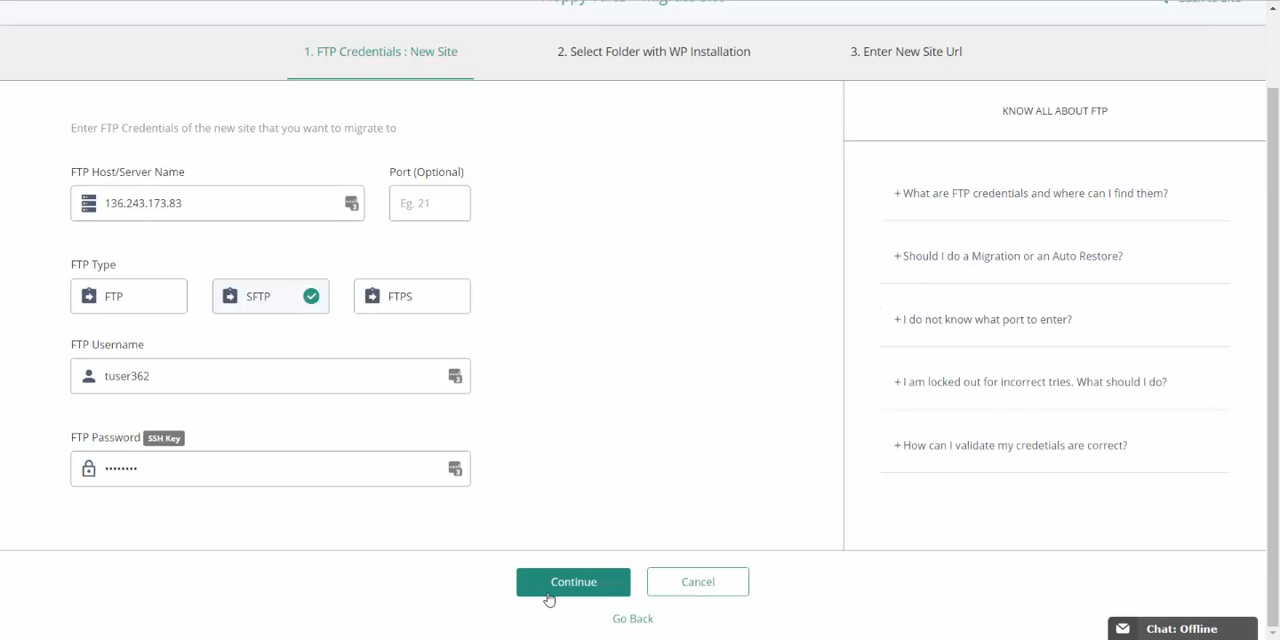 1. FTP Credentials : New Site
2. Select Folder with WP Installation
3. Enter New Site Url
Enter FTP Credentials of the new site that you want to migrate to
FTP Host/Server Name
Port (Optional)
136.243.173.83
Eg. 21
FTP Type
FTP
SFTP
FTPS
FTP Username
tuser362
FTP Password SSH Key
••••••••
KNOW ALL ABOUT FTP
+ What are FTP credentials and where can I find them?
+ Should I do a Migration or an Auto Restore?
+ I do not know what port to enter?
+ I am locked out for incorrect tries. What should I do?
+ How can I validate my credetials are correct?
Continue
Cancel
Go Back
Chat: Offline